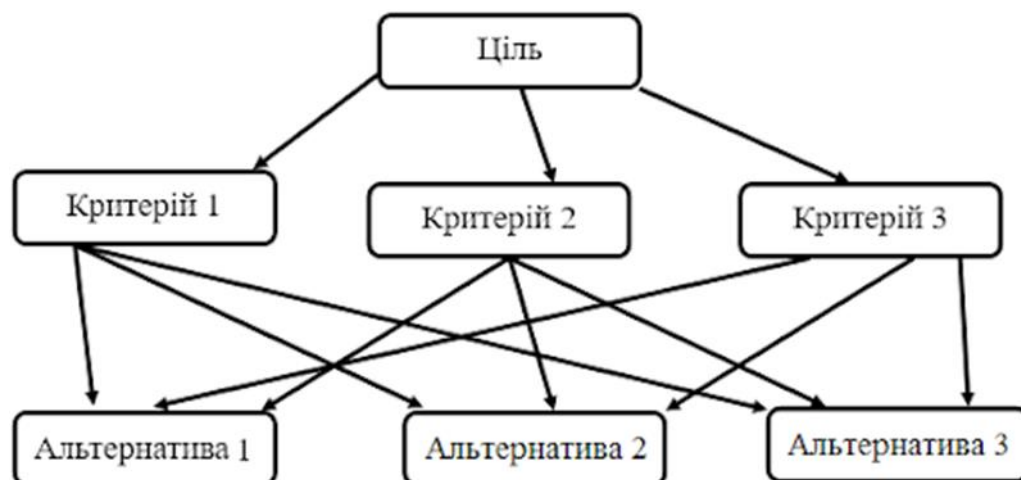 Ціль
Критерій 1
Критерій 2
Критерій 3
Альтернатива 1
Альтернатива 2
Альтернатива 3